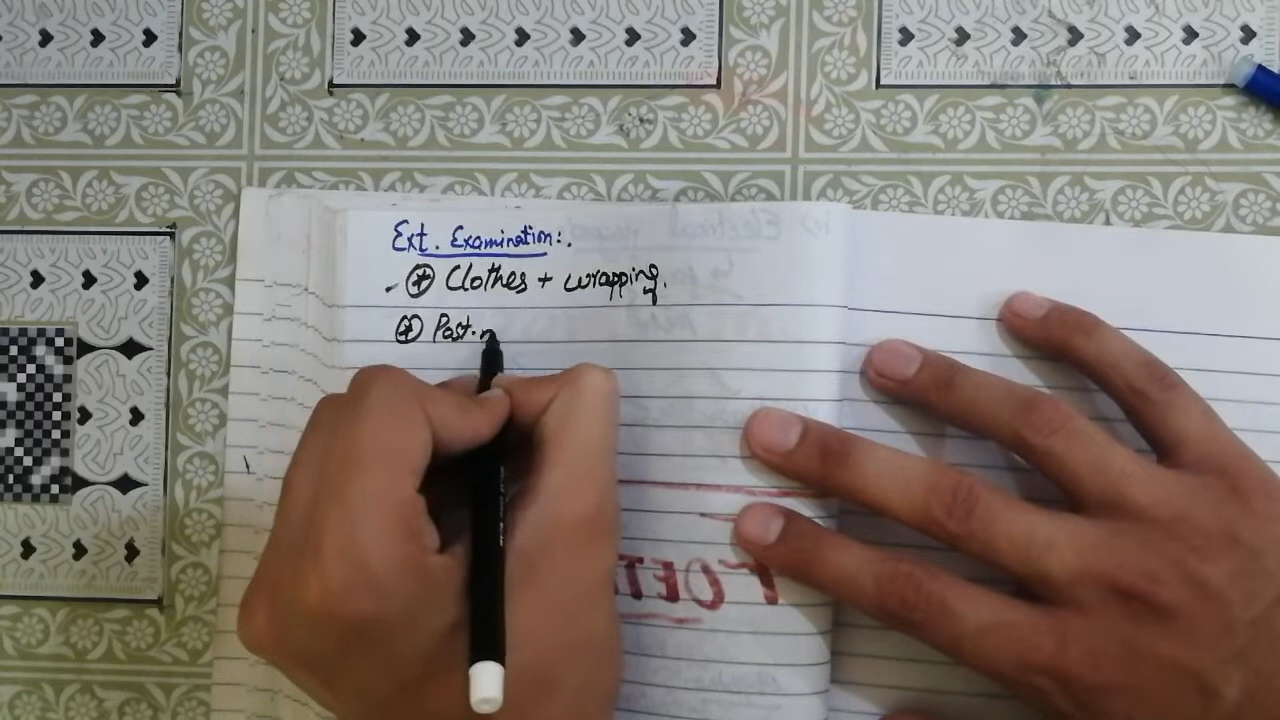 Ext. Examination:.
- ⊛ Clothes + wrapping.
⊛ Post-m